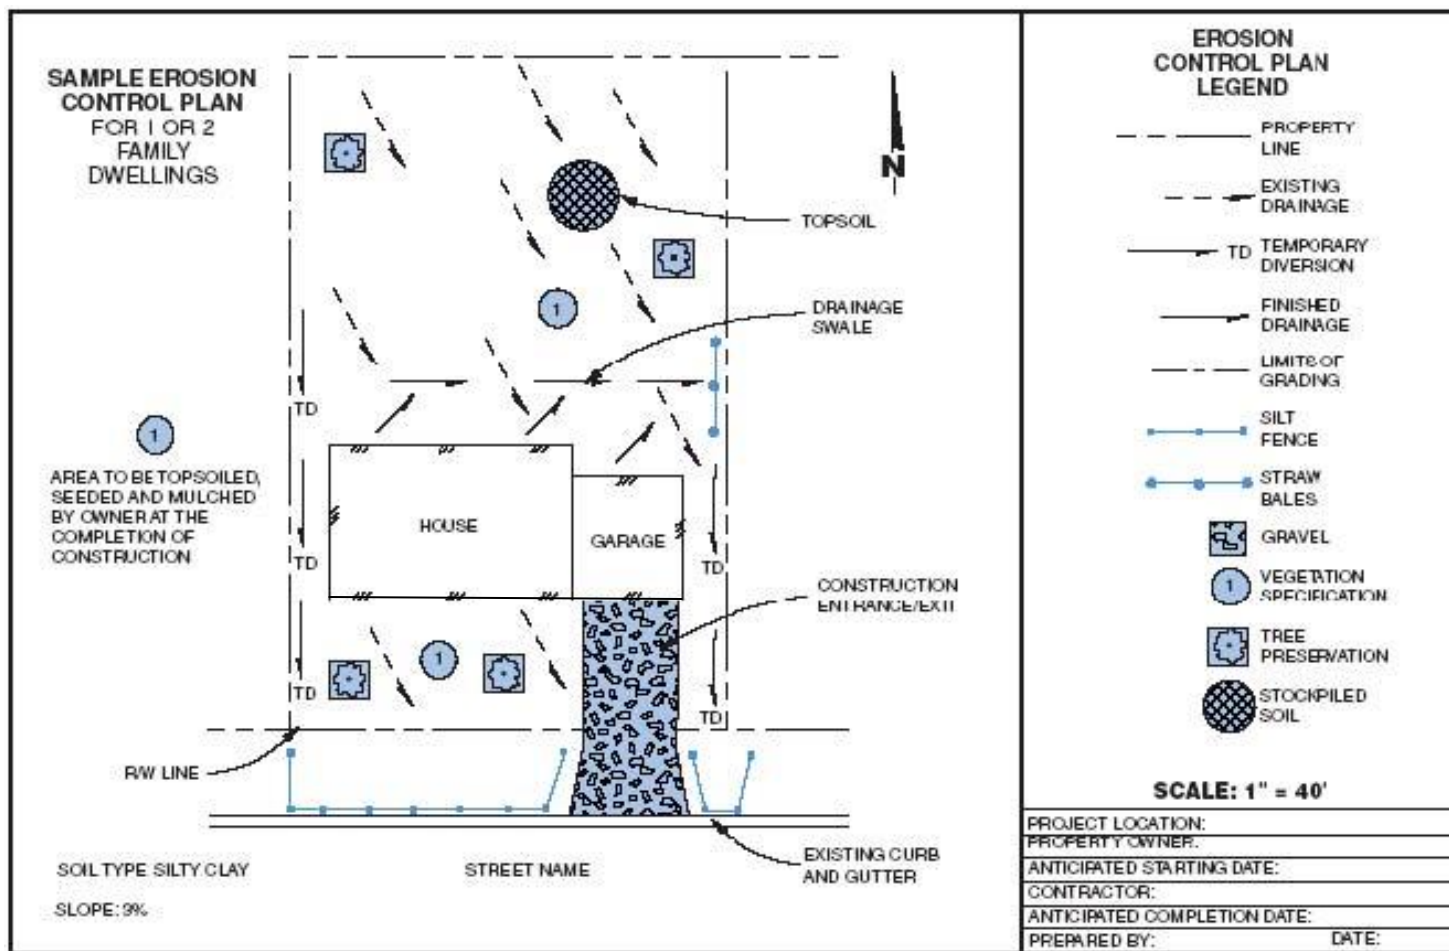 SAMPLE EROSION
CONTROL PLAN
FOR 1 OR 2
FAMILY
DWELLINGS
N
TOPSOIL
1
DRAINAGE
SWALE
TD
1
AREA TO BE TOPSOILED,
SEEDED AND MULCHED
BY OWNER AT THE
COMPLETION OF
CONSTRUCTION
HOUSE
GARAGE
TD
TD
CONSTRUCTION
ENTRANCE/EXIT
1
TD
TD
R/W LINE
EXISTING CURB
AND GUTTER
SOIL TYPE SILTY CLAY
STREET NAME
SLOPE: 3%
EROSION
CONTROL PLAN
LEGEND
PROPERTY
LINE
EXISTING
DRAINAGE
TD TEMPORARY
DIVERSION
FINISHED
DRAINAGE
LIMITS OF
GRADING
SILT
FENCE
STRAW
BALES
GRAVEL
1 VEGETATION
SPECIFICATION
TREE
PRESERVATION
STOCKPILED
SOIL
SCALE: 1" = 40'
PROJECT LOCATION:
PROPERTY OWNER:
ANTICIPATED STARTING DATE:
CONTRACTOR:
ANTICIPATED COMPLETION DATE:
PREPARED BY: DATE: